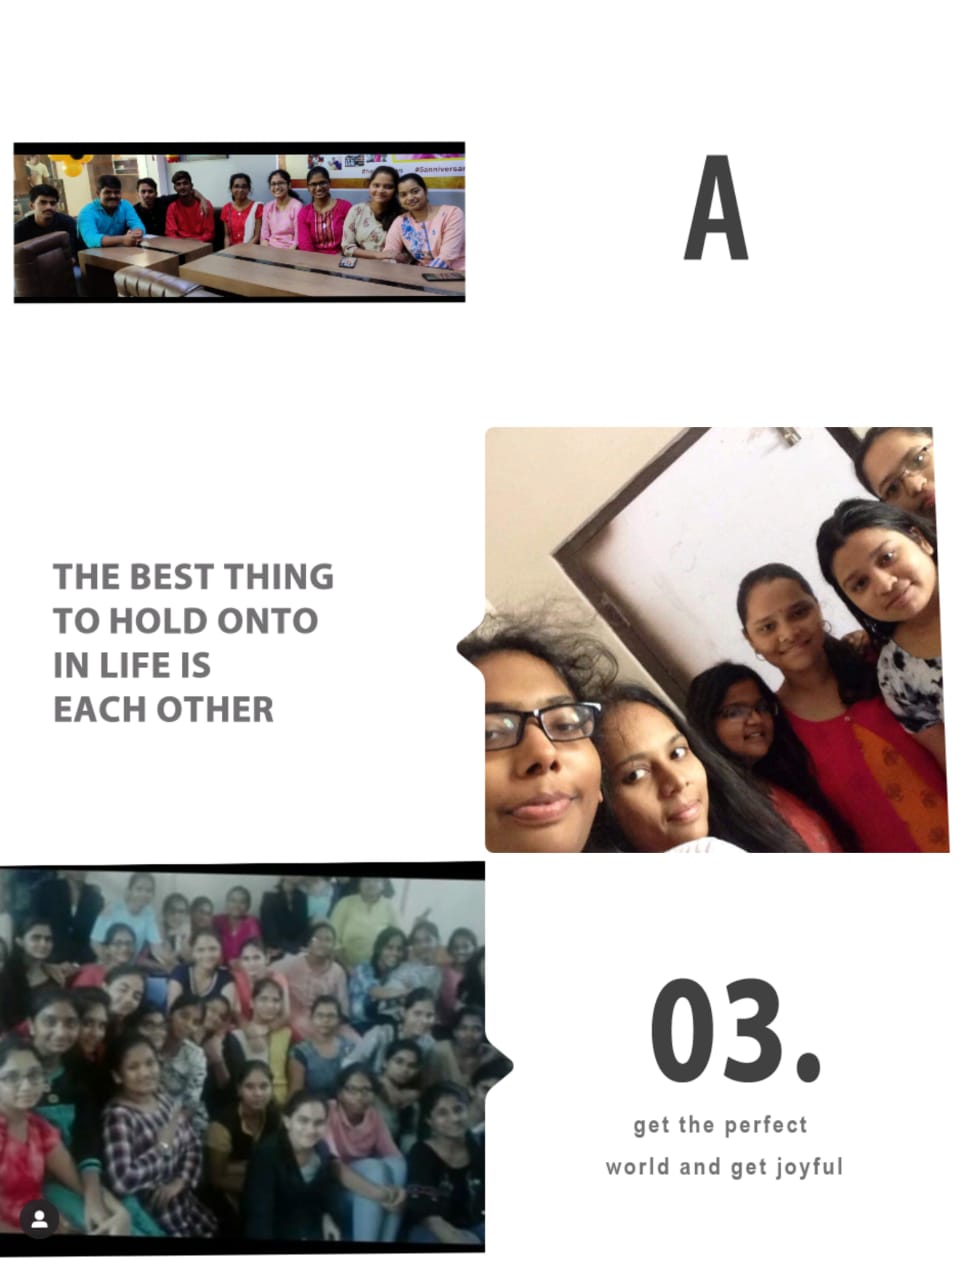 #5anniversar
A
THE BEST THING
TO HOLD ONTO
IN LIFE IS
EACH OTHER
03.
get the perfect
world and get joyful